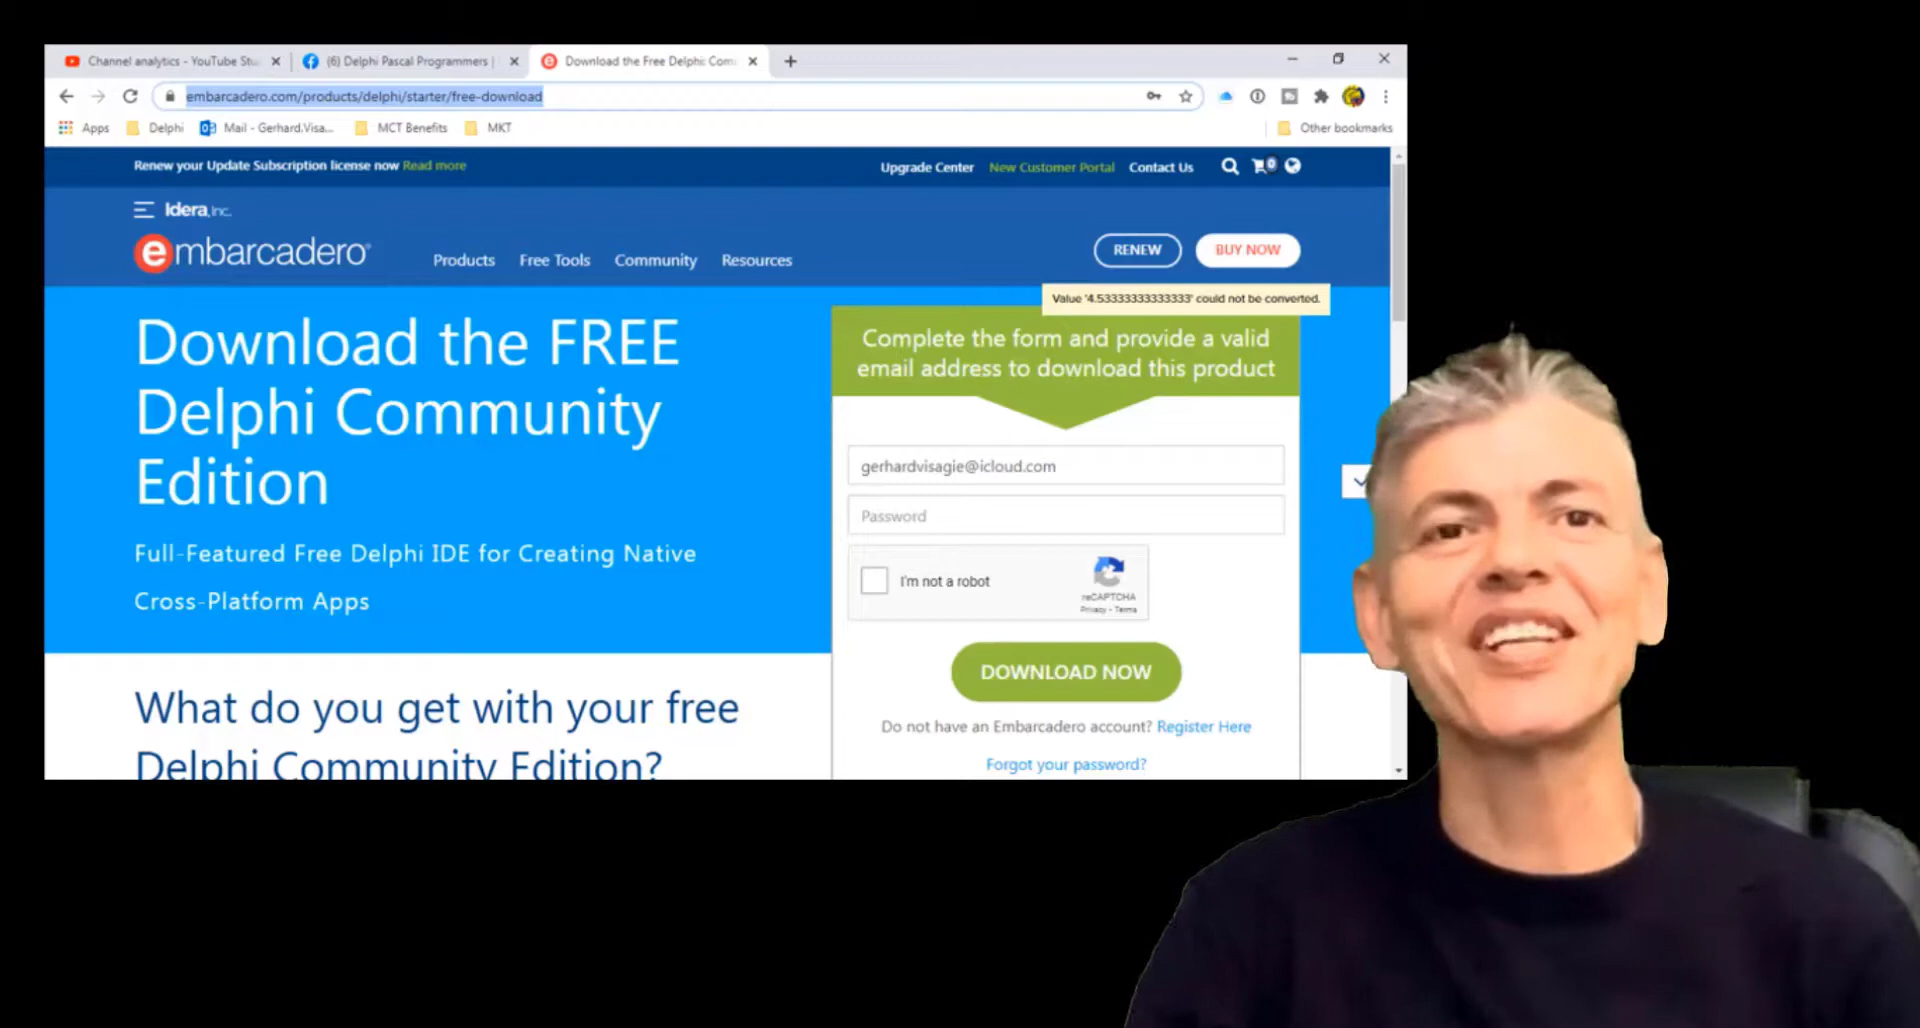 Channel analytics - YouTube Stu
(6) Delphi Pascal Programmers |
Download the Free Delphi Com
embarcadero.com/products/delphi/starter/free-download
Apps
Delphi
Mail - Gerhard.Visa...
MCT Benefits
MKT
Other bookmarks
Renew your Update Subscription license now Read more
Upgrade Center
New Customer Portal
Contact Us
0
Idera, Inc.
embarcadero®
Products
Free Tools
Community
Resources
RENEW
BUY NOW
Value '4.53333333333333' could not be converted.
Download the FREE
Delphi Community
Edition
Full-Featured Free Delphi IDE for Creating Native
Cross-Platform Apps
Complete the form and provide a valid
email address to download this product
gerhardvisagie@icloud.com
Password
I'm not a robot
reCAPTCHA
Privacy - Terms
DOWNLOAD NOW
Do not have an Embarcadero account? Register Here
Forgot your password?
What do you get with your free
Delphi Community Edition?